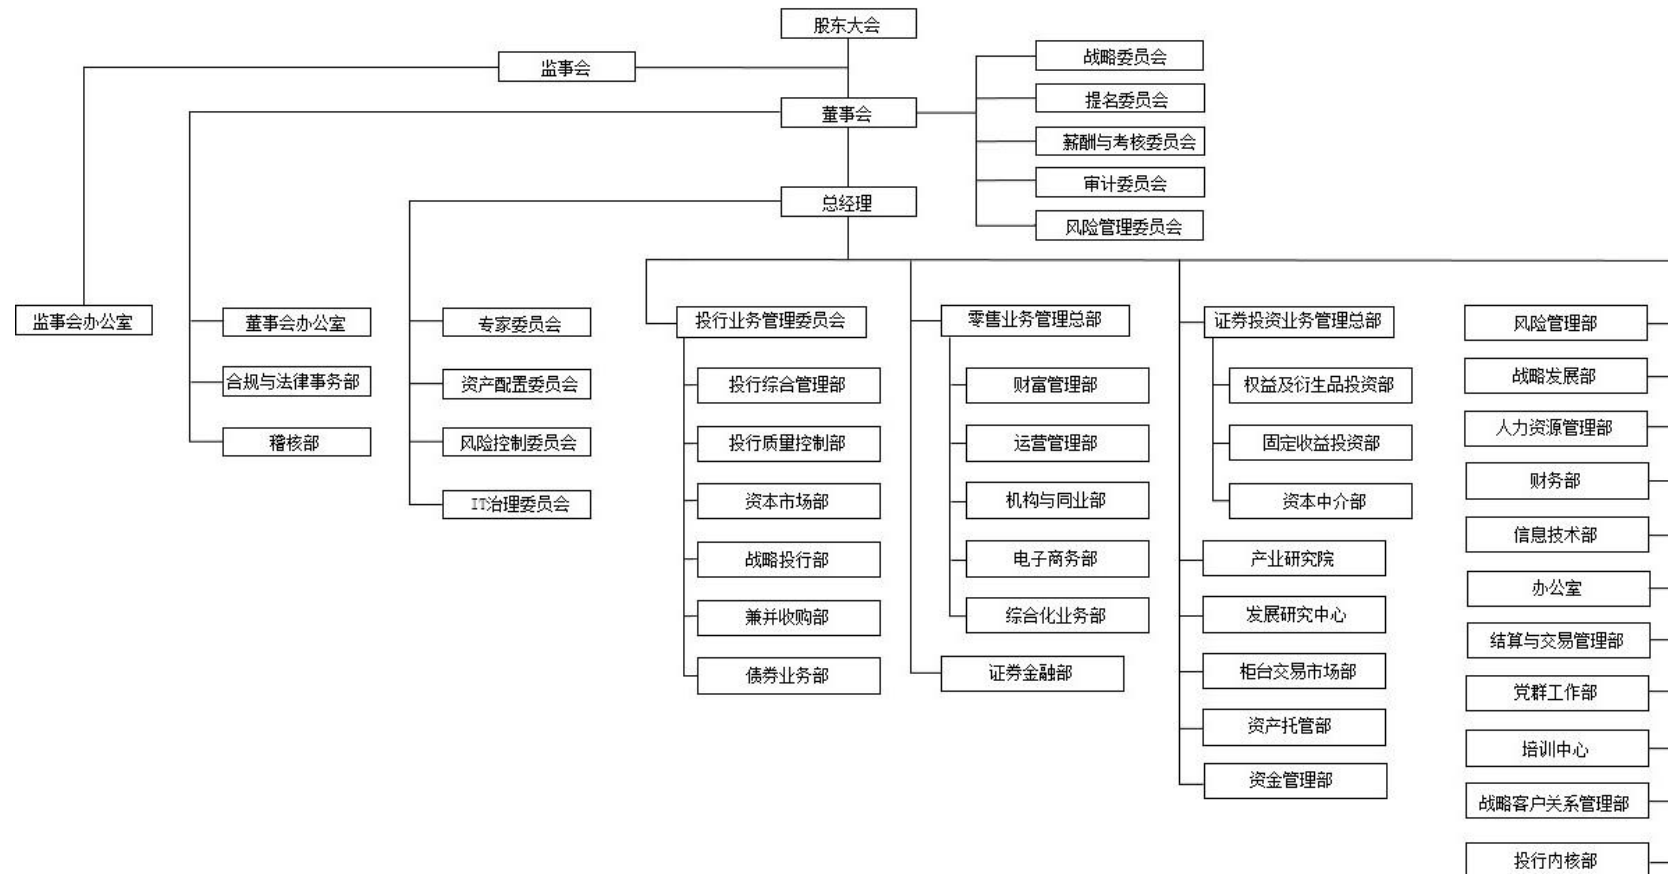 股东大会
监事会
战略委员会
提名委员会
董事会
薪酬与考核委员会
审计委员会
总经理
风险管理委员会
监事会办公室
董事会办公室
合规与法律事务部
稽核部
专家委员会
资产配置委员会
风险控制委员会
IT治理委员会
投行业务管理委员会
投行综合管理部
投行质量控制部
资本市场部
战略投行部
兼并收购部
债券业务部
零售业务管理总部
财富管理部
运营管理部
机构与同业部
电子商务部
综合化业务部
证券金融部
证券投资业务管理总部
权益及衍生品投资部
固定收益投资部
资本中介部
产业研究院
发展研究中心
柜台交易市场部
资产托管部
资金管理部
风险管理部
战略发展部
人力资源管理部
财务部
信息技术部
办公室
结算与交易管理部
党群工作部
培训中心
战略客户关系管理部
投行内核部